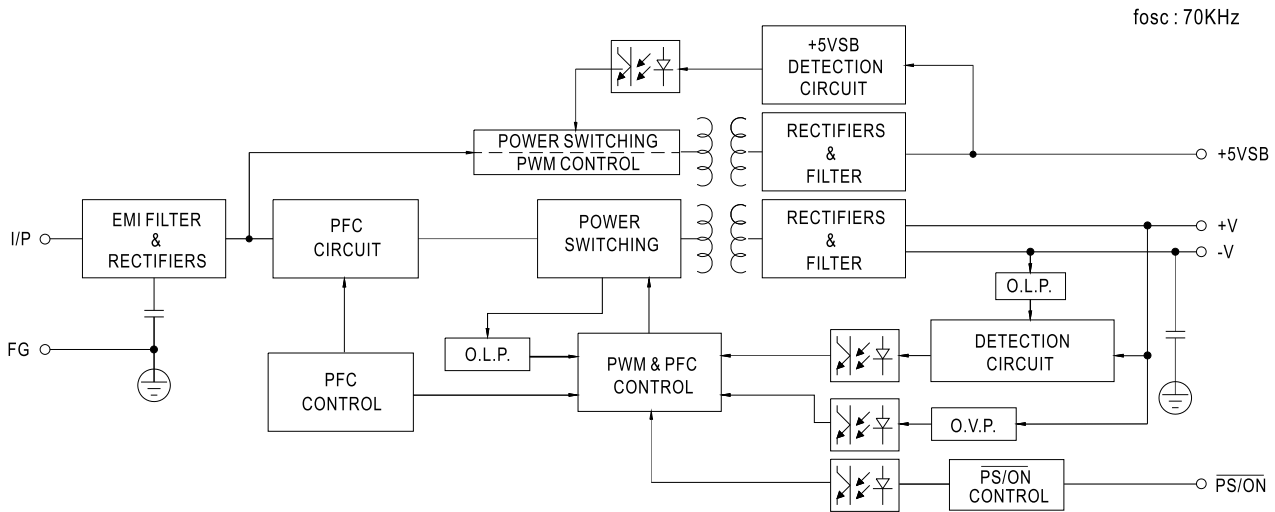 fosc : 70KHz
+5VSB
DETECTION
CIRCUIT
POWER SWITCHING
PWM CONTROL
RECTIFIERS
&
FILTER
+5VSB
I/P
EMI FILTER
&
RECTIFIERS
PFC
CIRCUIT
POWER
SWITCHING
RECTIFIERS
&
FILTER
+V
-V
O.L.P.
FG
O.L.P.
PWM & PFC
CONTROL
DETECTION
CIRCUIT
PFC
CONTROL
O.V.P.
PS/ON
CONTROL
PS/ON